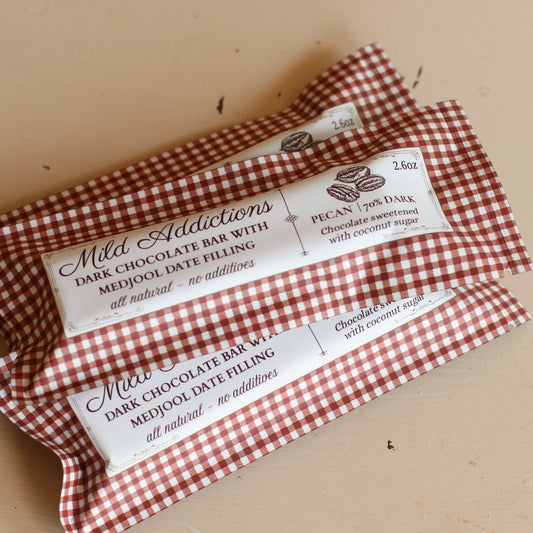 2.6oz
2.6oz
Mild Addictions
DARK CHOCOLATE BAR WITH
MEDJOOL DATE FILLING
all natural – no additives
PECAN | 70% DARK
Chocolate sweetened
with coconut sugar
DARK CHOCOLATE BAR WITH
MEDJOOL DATE FILLING
all natural – no additives
Chocolate sweetened
with coconut sugar